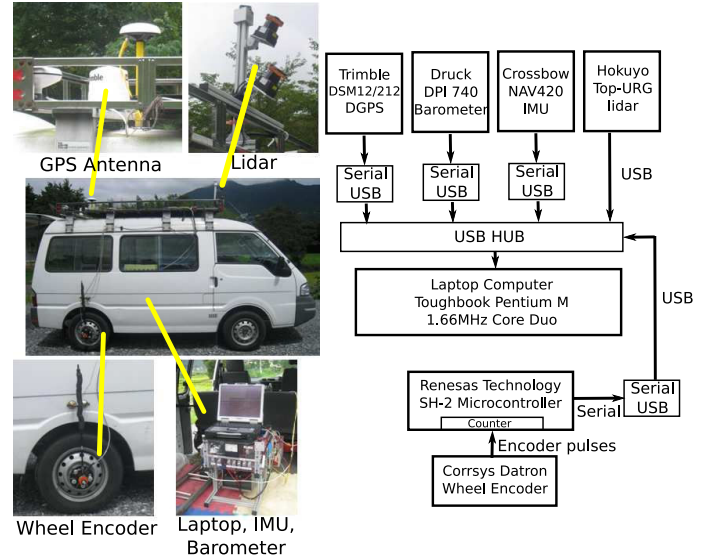 GPS Antenna
Lidar
Wheel Encoder
Laptop, IMU,
Barometer
Trimble
DSM12/212
DGPS
Druck
DPI 740
Barometer
Crossbow
NAV420
IMU
Hokuyo
Top-URG
lidar
Serial
USB
Serial
USB
Serial
USB
USB
USB HUB
Laptop Computer
Toughbook Pentium M
1.66MHz Core Duo
USB
Renesas Technology
SH-2 Microcontroller
Counter
Serial
Serial
USB
Encoder pulses
Corrsys Datron
Wheel Encoder